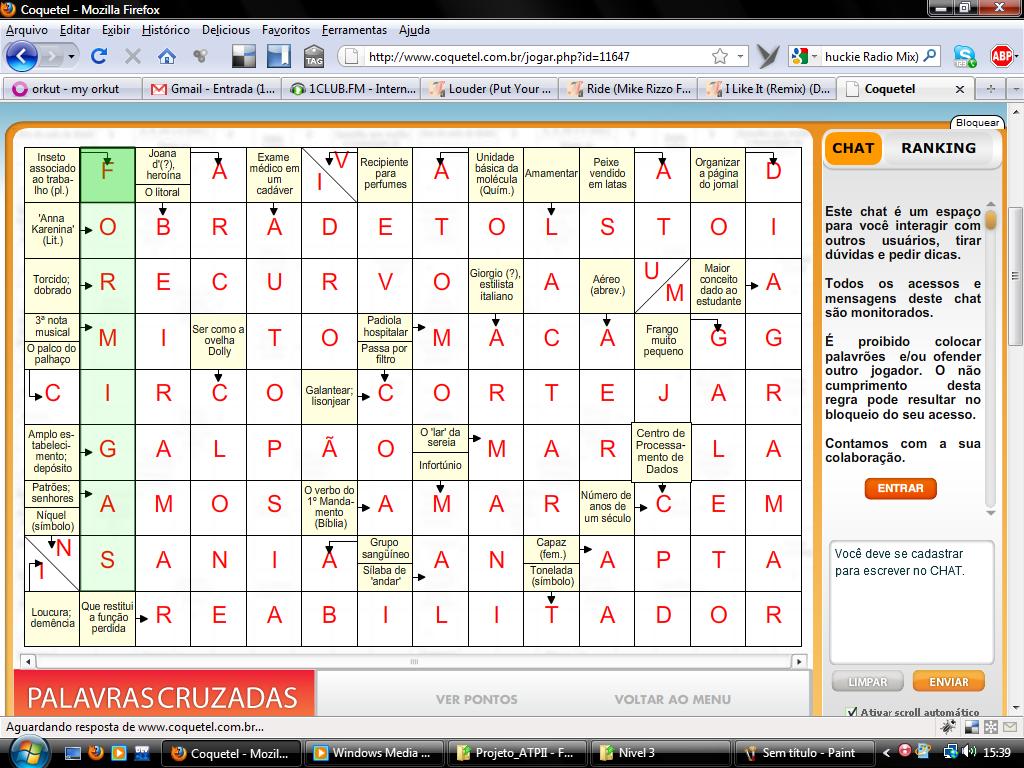 Coquetel - Mozilla Firefox
Arquivo Editar Exibir Histórico Delicious Favoritos Ferramentas Ajuda
TAG http://www.coquetel.com.br/jogar.php?id=11647 huckie Radio Mix) ABP
orkut - my orkut Gmail - Entrada (1... 1CLUB.FM - Intern... Louder (Put Your ... Ride (Mike Rizzo F... I Like It (Remix) (D... Coquetel
Bloquear
Inseto
associado
ao traba-
lho (pl.)
F
Joana
d'(?),
heroína
O litoral
A
Exame
médico em
um
cadáver
V
I
Recipiente
para
perfumes
A
Unidade
básica da
molécula
(Quím.)
Amamentar
Peixe
vendido
em latas
A
Organizar
a página
do jornal
D
'Anna
Karenina'
(Lit.)
O B R A D E T O L S T O I
Torcido;
dobrado
R E C U R V O
Giorgio (?),
estilista
italiano
A
Aéreo
(abrev.)
U
M
Maior
conceito
dado ao
estudante
A
3ª nota
musical
O palco do
palhaço
M I
Ser como a
ovelha
Dolly
T O
Padiola
hospitalar
Passa por
filtro
M A C A
Frango
muito
pequeno
G G
C I R C O
Galantear;
lisonjear
C O R T E J A R
Amplo es-
tabeleci-
mento;
depósito
G A L P Ã O
O 'lar' da
sereia
Infortúnio
M A R
Centro de
Processa-
mento de
Dados
L A
Patrões;
senhores
Níquel
(símbolo)
A M O S
O verbo do
1º Manda-
mento
(Bíblia)
A M A R
Número de
anos de
um século
C E M
N
I
S A N I A
Grupo
sangüíneo
Sílaba de
'andar'
A N
Capaz
(fem.)
Tonelada
(símbolo)
A P T A
Loucura;
demência
Que restitui
a função
perdida
R E A B I L I T A D O R
PALAVRAS CRUZADAS
VER PONTOS VOLTAR AO MENU
CHAT RANKING
Este chat é um espaço
para você interagir com
outros usuários, tirar
dúvidas e pedir dicas.
Todos os acessos e
mensagens deste chat
são monitorados.
É proibido colocar
palavrões e/ou ofender
outro jogador. O não
cumprimento desta
regra pode resultar no
bloqueio do seu acesso.
Contamos com a sua
colaboração.
ENTRAR
Você deve se cadastrar
para escrever no CHAT.
LIMPAR ENVIAR
Ativar scroll automático
Aguardando resposta de www.coquetel.com.br...
Coquetel - Mozil... Windows Media ... Projeto_ATPII - F... Nivel 3 Sem título - Paint 15:39